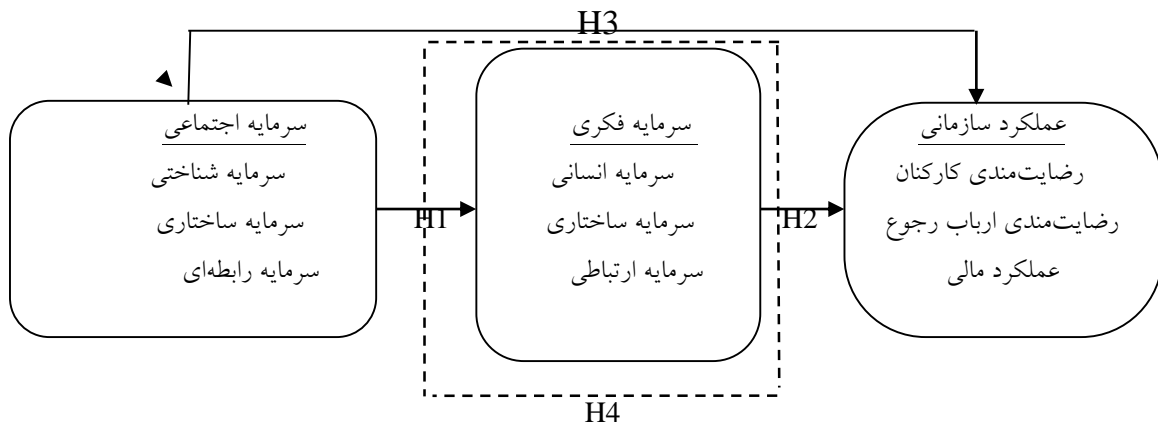 H3
سرمایه اجتماعی
سرمایه شناختی
سرمایه ساختاری
سرمایه رابطه‌ای
H1
سرمایه فکری
سرمایه انسانی
سرمایه ساختاری
سرمایه ارتباطی
H2
عملکرد سازمانی
رضایت‌مندی کارکنان
رضایت‌مندی ارباب رجوع
عملکرد مالی
H4